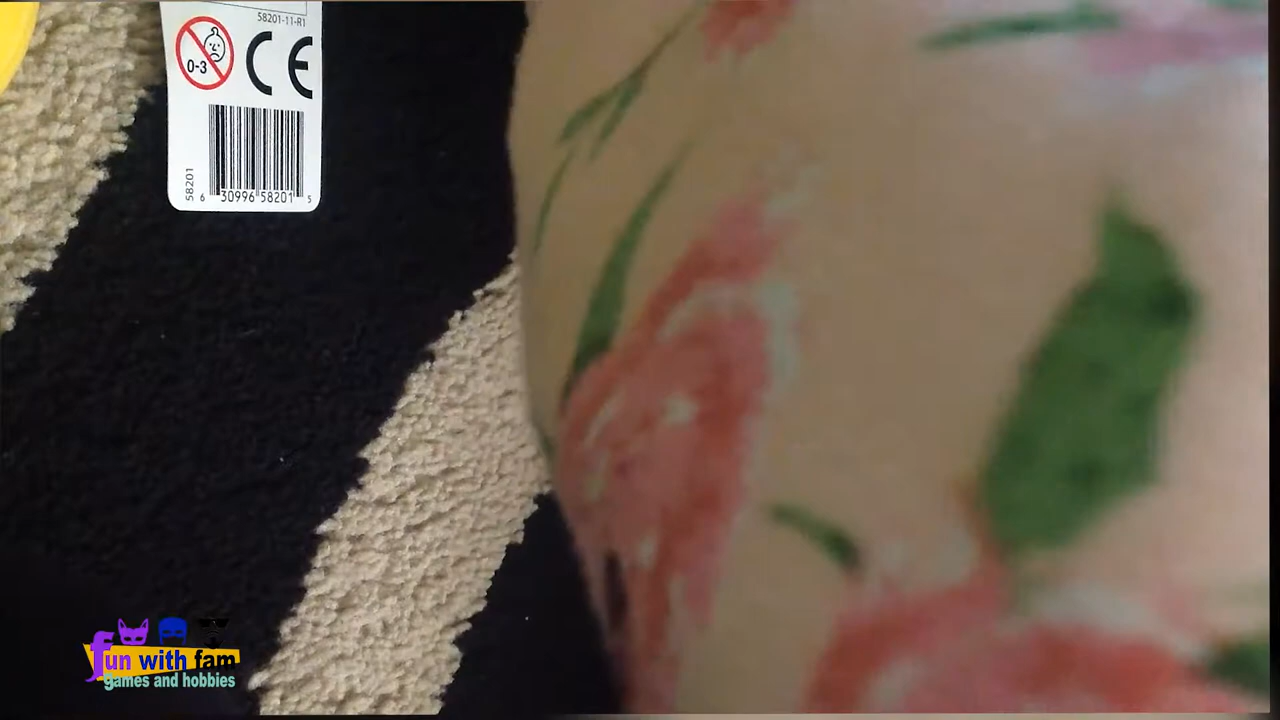 58201-11-R1
0-3
CE
58201
6 30996 58201 5
fun with fam
games and hobbies